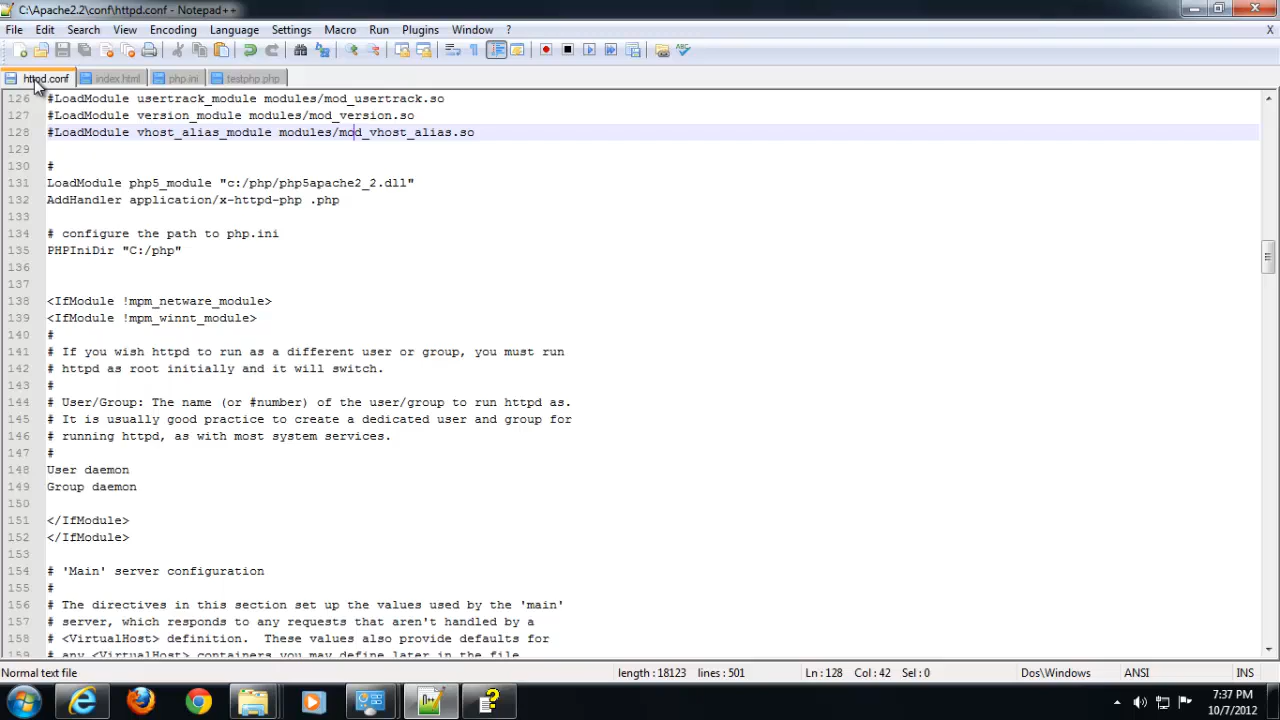 C:\Apache2.2\conf\httpd.conf - Notepad++
File Edit Search View Encoding Language Settings Macro Run Plugins Window ? X
httpd.conf index.html php.ini testphp.php
126 #LoadModule usertrack_module modules/mod_usertrack.so
127 #LoadModule version_module modules/mod_version.so
128 #LoadModule vhost_alias_module modules/mod_vhost_alias.so
129
130 #
131 LoadModule php5_module "c:/php/php5apache2_2.dll"
132 AddHandler application/x-httpd-php .php
133
134 # configure the path to php.ini
135 PHPIniDir "C:/php"
136
137
138 <IfModule !mpm_netware_module>
139 <IfModule !mpm_winnt_module>
140 #
141 # If you wish httpd to run as a different user or group, you must run
142 # httpd as root initially and it will switch.
143 #
144 # User/Group: The name (or #number) of the user/group to run httpd as.
145 # It is usually good practice to create a dedicated user and group for
146 # running httpd, as with most system services.
147 #
148 User daemon
149 Group daemon
150
151 </IfModule>
152 </IfModule>
153
154 # 'Main' server configuration
155 #
156 # The directives in this section set up the values used by the 'main'
157 # server, which responds to any requests that aren't handled by a
158 # <VirtualHost> definition.  These values also provide defaults for
159 # any <VirtualHost> containers you may define later in the file.
Normal text file length : 18123 lines : 501 Ln : 128 Col : 42 Sel : 0 Dos\Windows ANSI INS
7:37 PM
10/7/2012